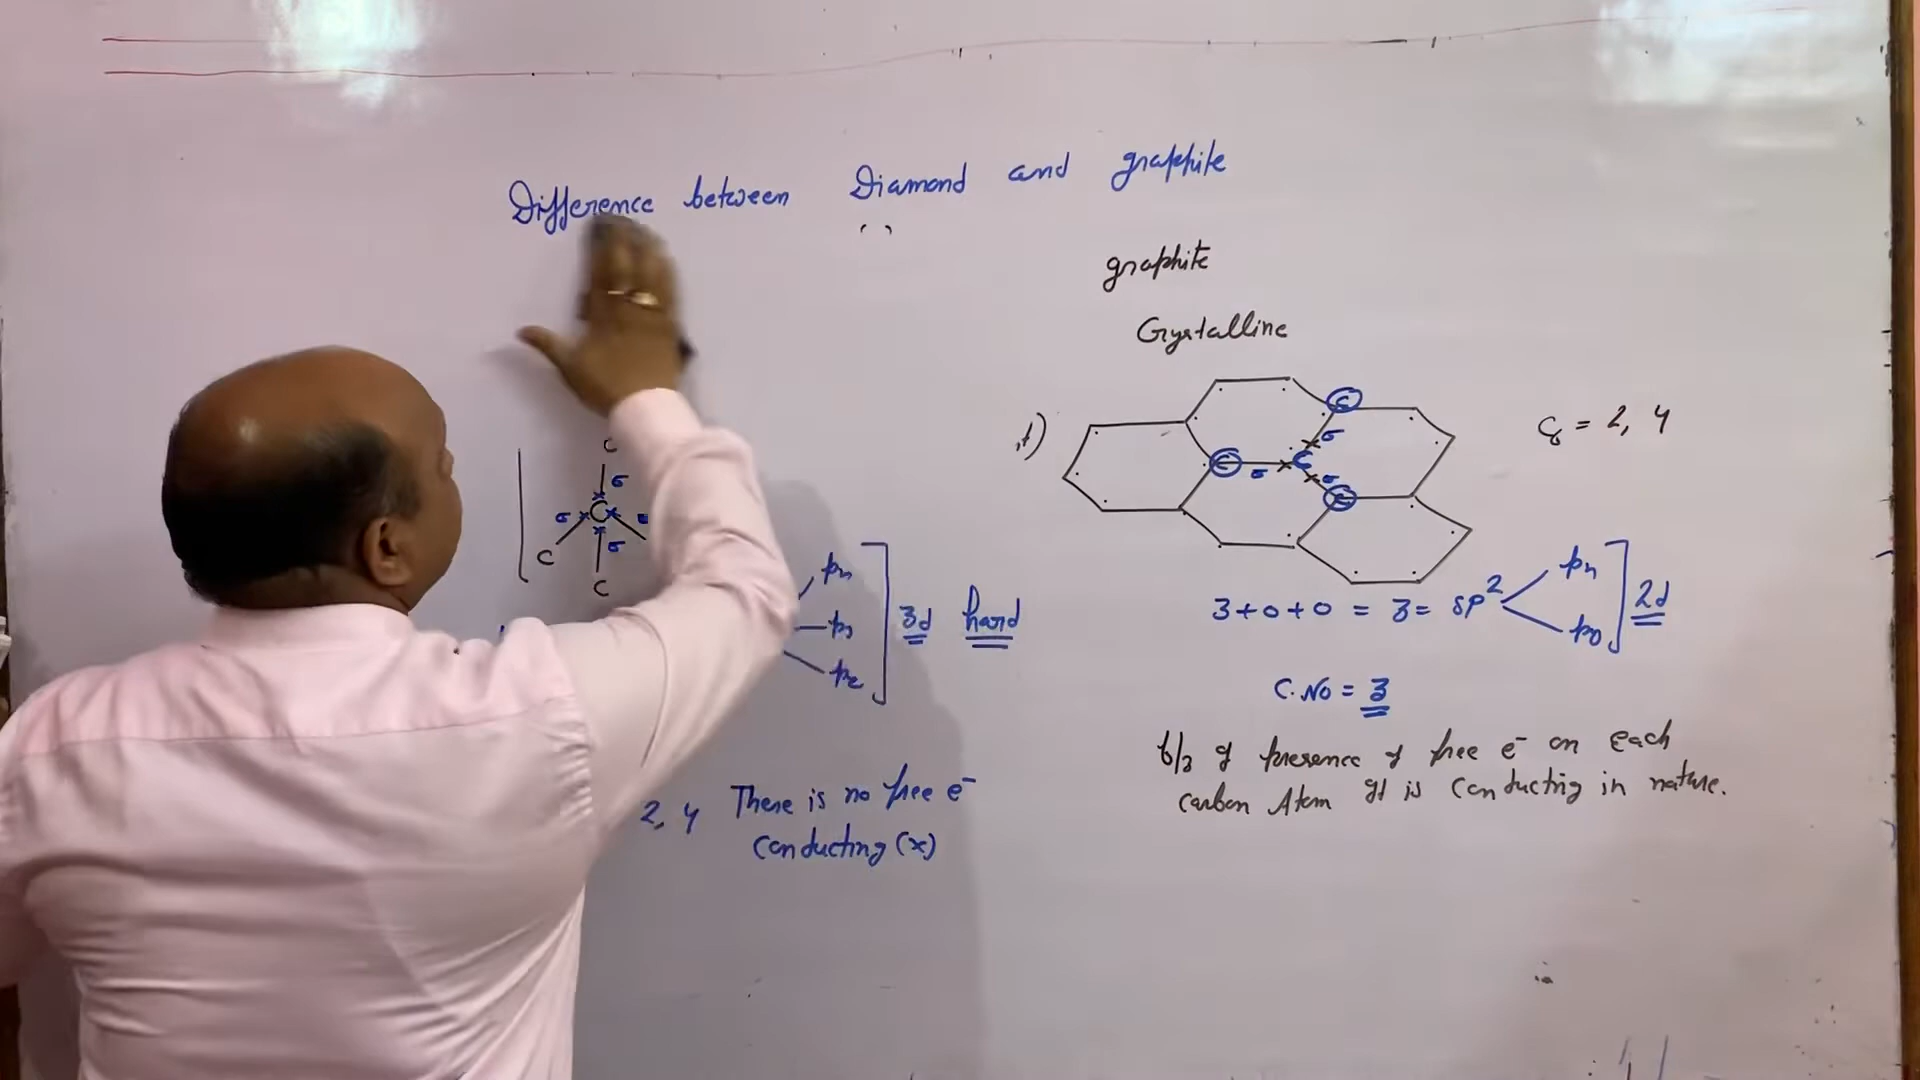 Difference between Diamond and graphite
graphite
Crystalline
C
σ
σ C
σ
C
C
C
σ
C σ C
σ
C
C₆ = 2, 4
px
py
pz
3d hard
3+0+0 = 3 = sp²
px
py
2d
C.No = 3
2, 4 There is no free e⁻
conducting (x)
b/z of presence of free e⁻ on each
carbon Atom It is conducting in nature.